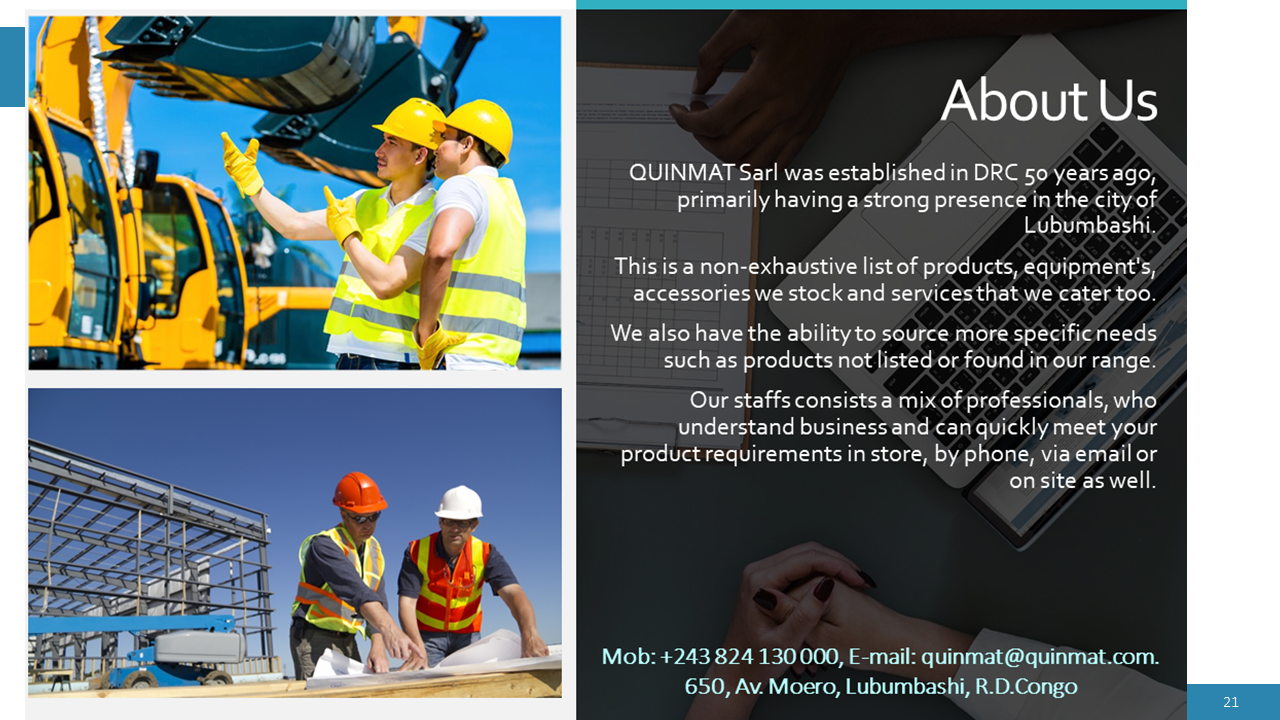 About Us
QUINMAT Sarl was established in DRC 50 years ago,
primarily having a strong presence in the city of
Lubumbashi.
This is a non-exhaustive list of products, equipment's,
accessories we stock and services that we cater too.
We also have the ability to source more specific needs
such as products not listed or found in our range.
Our staffs consists a mix of professionals, who
understand business and can quickly meet your
product requirements in store, by phone, via email or
on site as well.
Mob: +243 824 130 000, E-mail: quinmat@quinmat.com.
650, Av. Moero, Lubumbashi, R.D.Congo
21